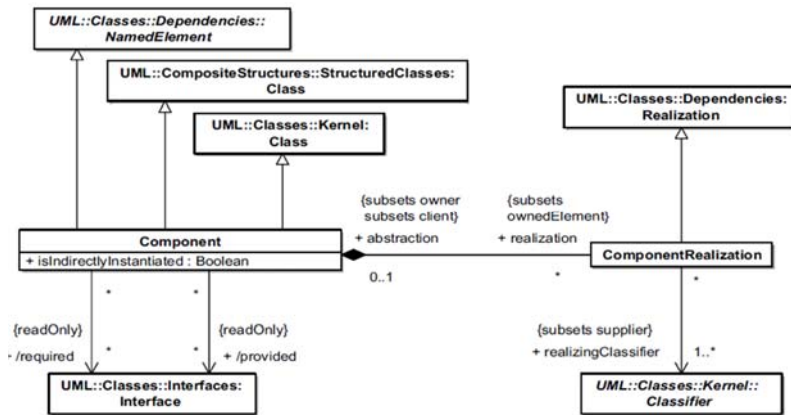 UML::Classes::Dependencies::
NamedElement
UML::CompositeStructures::StructuredClasses:
Class
UML::Classes::Dependencies:
Realization
UML::Classes::Kernel:
Class
{subsets owner
subsets client}
+ abstraction
{subsets
ownedElement}
+ realization
Component
+ isIndirectlyInstantiated : Boolean
ComponentRealization
0..1
*
*
*
*
{readOnly}
+ /required
*
*
{readOnly}
+ /provided
{subsets supplier}
+ realizingClassifier
1..*
UML::Classes::Interfaces:
Interface
UML::Classes::Kernel::
Classifier